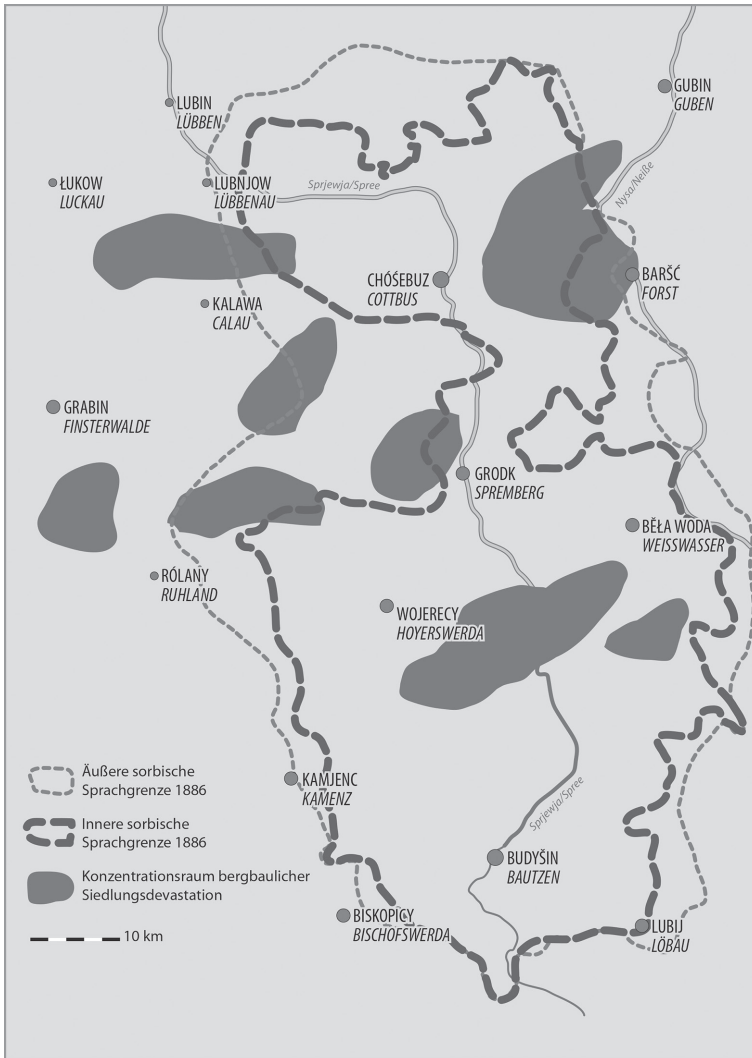 GUBIN
GUBEN
LUBIN
LÜBBEN
ŁUKOW
LUCKAU
LUBNJOW
LÜBBENAU
Sprjewja/Spree
Nysa/Neiße
CHÓŚEBUZ
COTTBUS
BARŠĆ
FORST
KALAWA
CALAU
GRABIN
FINSTERWALDE
GRODK
SPREMBERG
BĚŁA WODA
WEISSWASSER
RÓLANY
RUHLAND
WOJERECY
HOYERSWERDA
Äußere sorbische
Sprachgrenze 1886
KAMJENC
KAMENZ
Innere sorbische
Sprachgrenze 1886
Sprjewja/Spree
BUDYŠIN
BAUTZEN
Konzentrationsraum bergbaulicher
Siedlungsdevastation
BISKOPICY
BISCHOFSWERDA
LUBIJ
LÖBAU
10 km